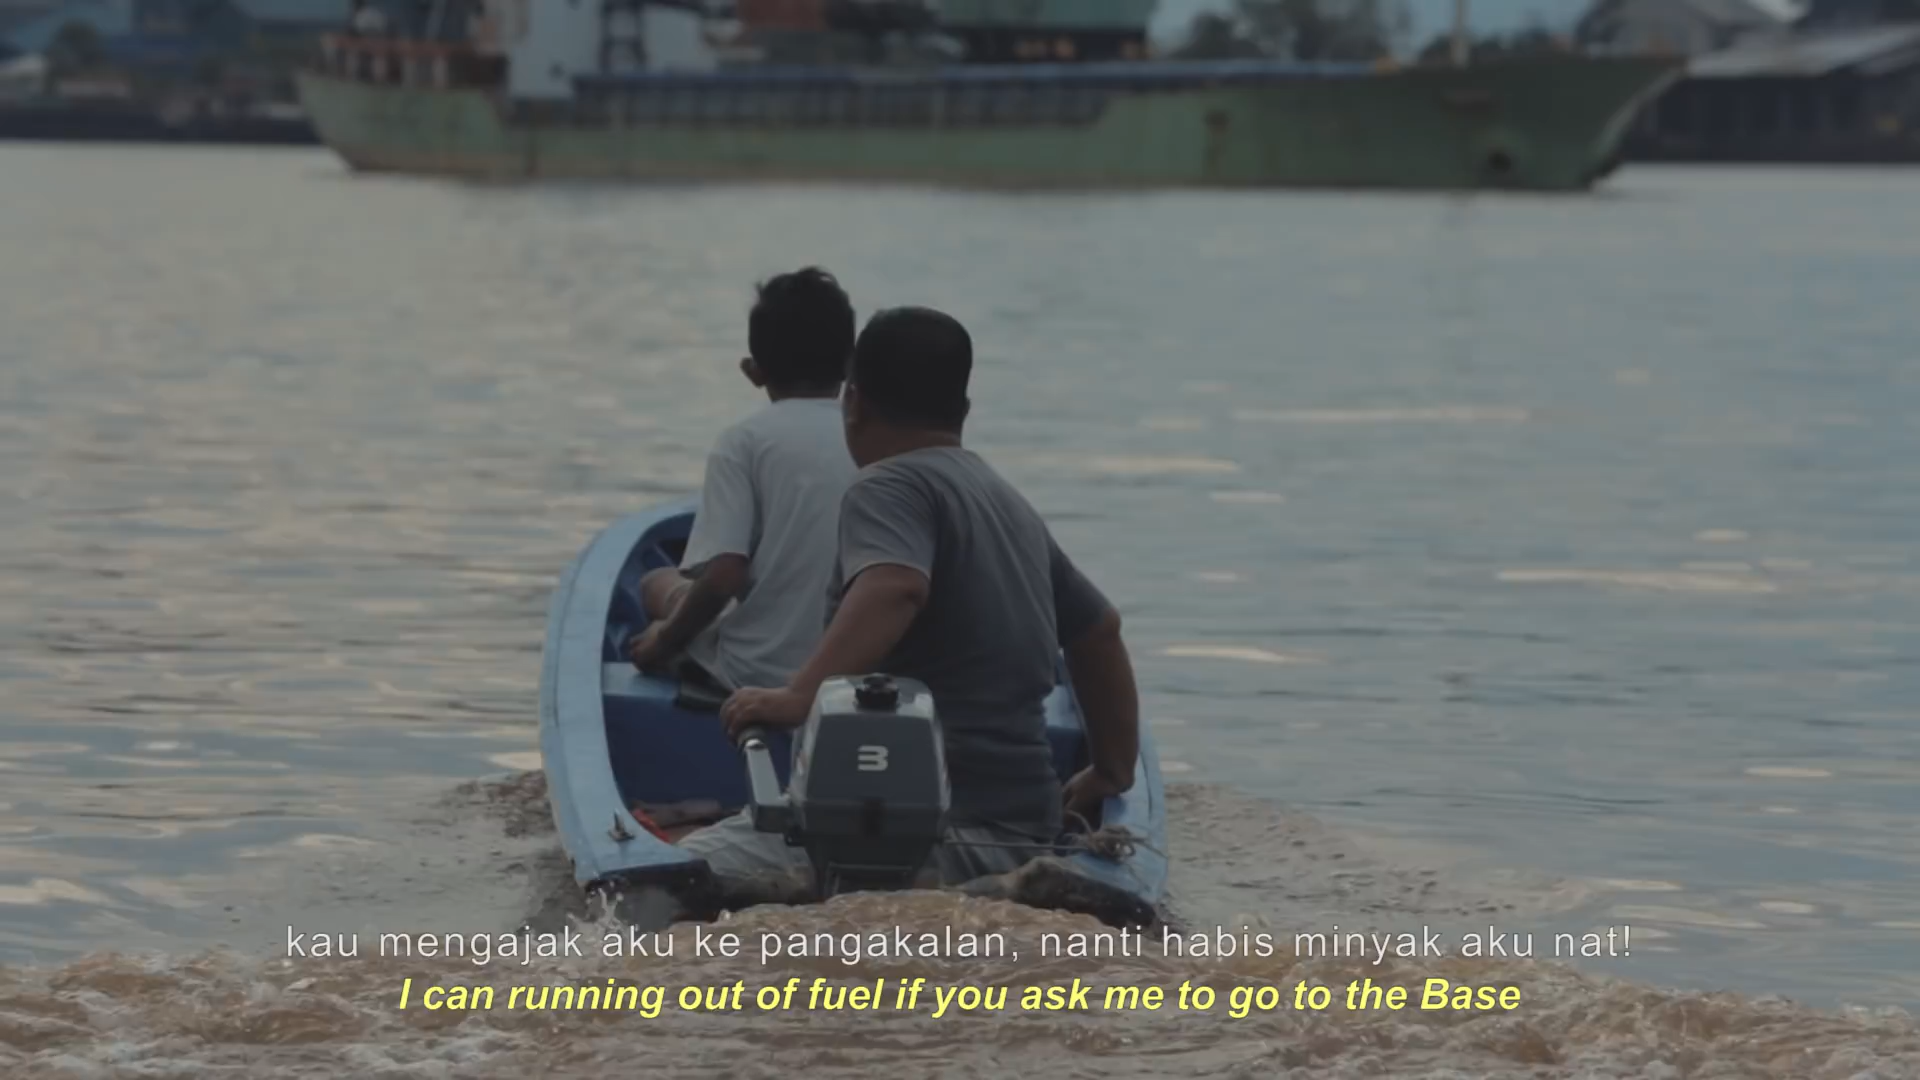 3
kau mengajak aku ke pangakalan, nanti habis minyak aku nat!
I can running out of fuel if you ask me to go to the Base